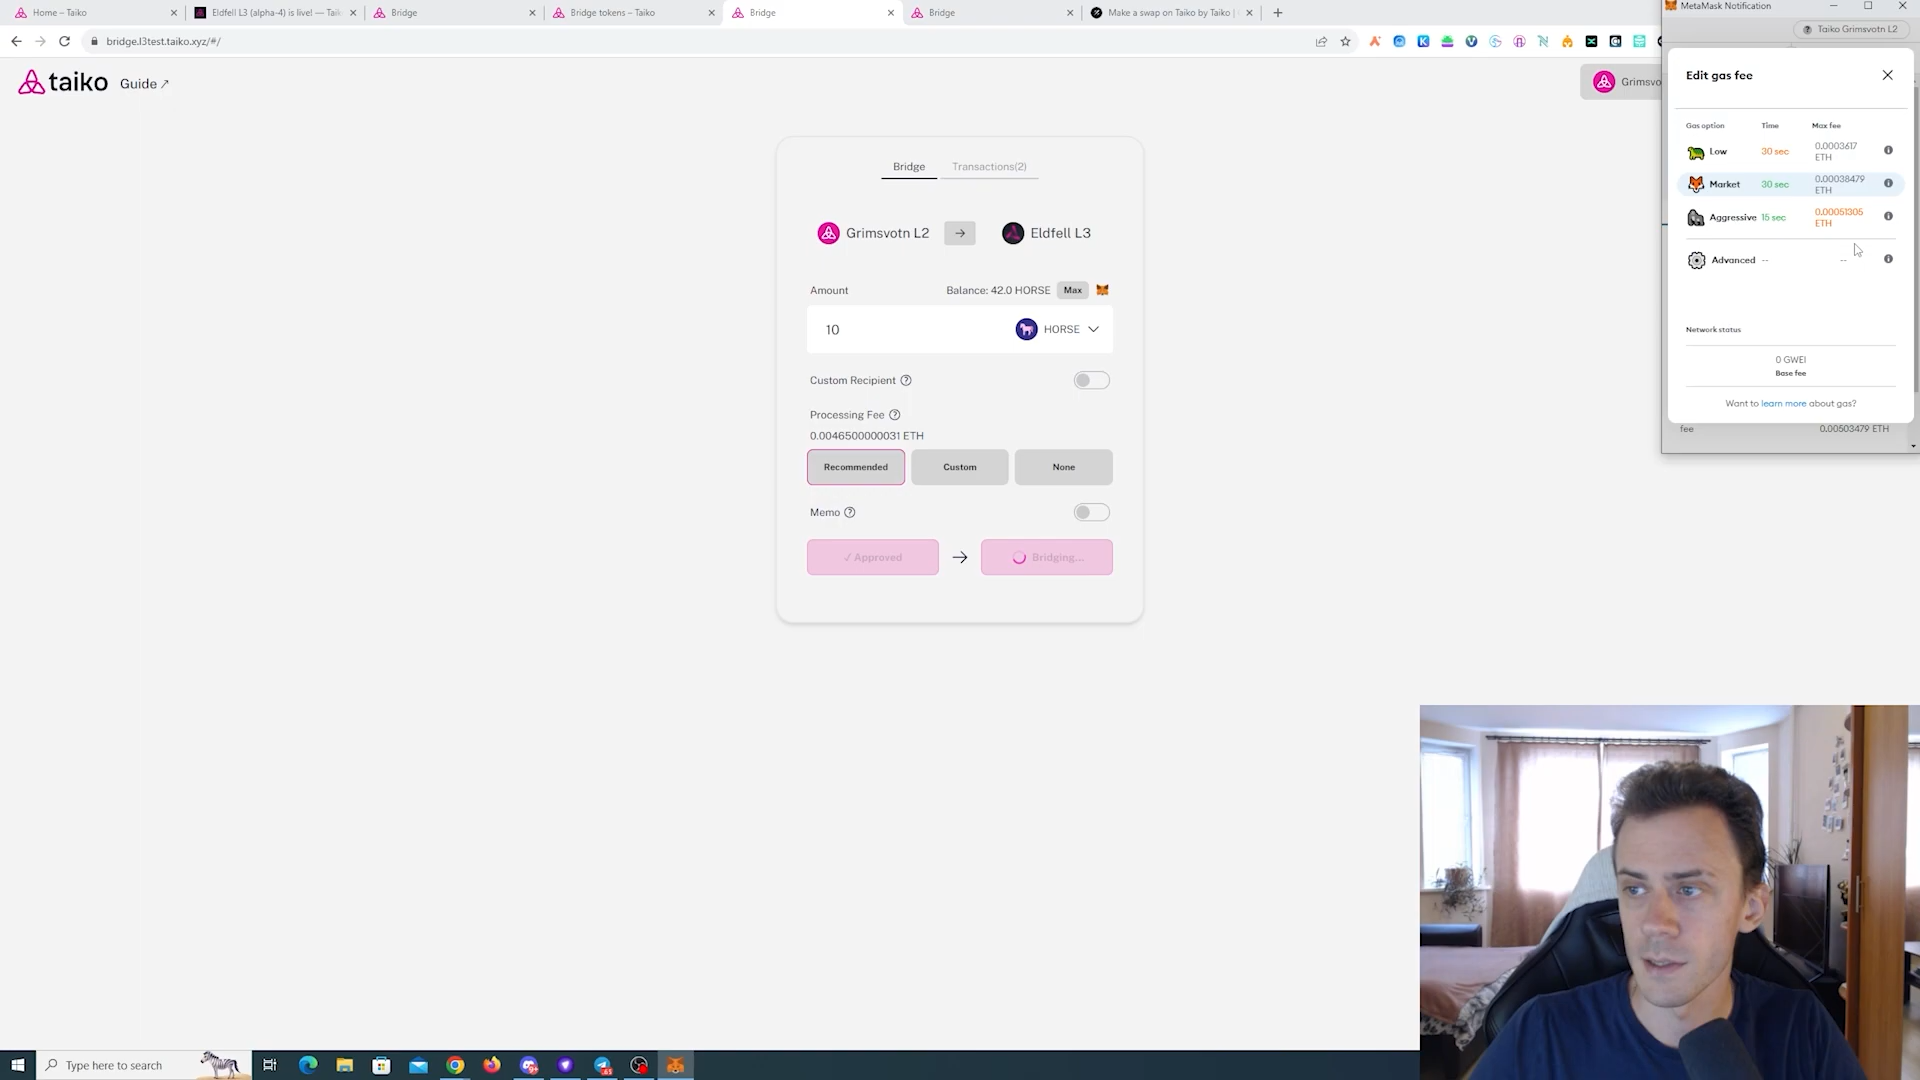 Home – Taiko
Eldfell L3 (alpha-4) is live! — Taik
Bridge
Bridge tokens – Taiko
Bridge
Bridge
Make a swap on Taiko by Taiko |
MetaMask Notification
bridge.l3test.taiko.xyz/#/
Taiko Grimsvotn L2
taiko
Guide ↗
Grimsvo
Edit gas fee
Gas option Time Max fee
Low 30 sec 0.0003617
ETH
Market 30 sec 0.00038479
ETH
Aggressive 15 sec 0.00051305
ETH
Advanced -- --
Network status
0 GWEI
Base fee
Want to learn more about gas?
fee 0.00503479 ETH
Bridge Transactions(2)
Grimsvotn L2 → Eldfell L3
Amount Balance: 42.0 HORSE Max
10 HORSE
Custom Recipient
Processing Fee
0.0046500000031 ETH
Recommended Custom None
Memo
✓ Approved → Bridging...
Type here to search